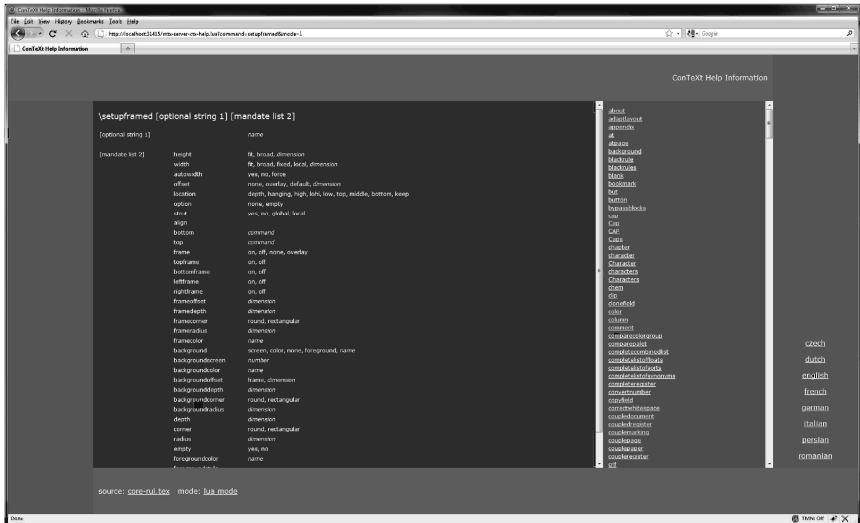 ConTeXt Help Information - Mozilla Firefox
File Edit View History Bookmarks Tools Help
http://localhost:31415/mtx-server-ctx-help.lua?command=setupframed&mode=1
Google
ConTeXt Help Information
ConTeXt Help Information
\setupframed [optional string 1] [mandate list 2]
[optional string 1] name
[mandate list 2] height fit, broad, dimension
width fit, broad, fixed, local, dimension
autowidth yes, no, force
offset none, overlay, default, dimension
location depth, hanging, high, lohi, low, top, middle, bottom, keep
option none, empty
strut yes, no, global, local
align
bottom command
top command
frame on, off, none, overlay
topframe on, off
bottomframe on, off
leftframe on, off
rightframe on, off
frameoffset dimension
framedepth dimension
framecorner round, rectangular
frameradius dimension
framecolor name
background screen, color, none, foreground, name
backgroundscreen number
backgroundcolor name
backgroundoffset frame, dimension
backgrounddepth dimension
backgroundcorner round, rectangular
backgroundradius dimension
depth dimension
corner round, rectangular
radius dimension
empty yes, no
foregroundcolor name
about
adaptlayout
appendix
at
atpage
background
blackrule
blackrules
blank
bookmark
but
button
bypassblocks
cap
Cap
CAP
Caps
chapter
character
Character
characters
Characters
chem
clip
clonefield
color
column
comment
comparecolorgroup
comparepalet
completecombinedlist
completelistoffloats
completelistofsorts
completelistofsynonyms
completeregister
convertnumber
copyfield
correctwhitespace
coupledocument
coupledregister
couplemarking
couplepage
couplepaper
coupleregister
crlf
czech
dutch
english
french
german
italian
persian
romanian
source: core-rul.tex mode: lua mode
Done
TMN: Off